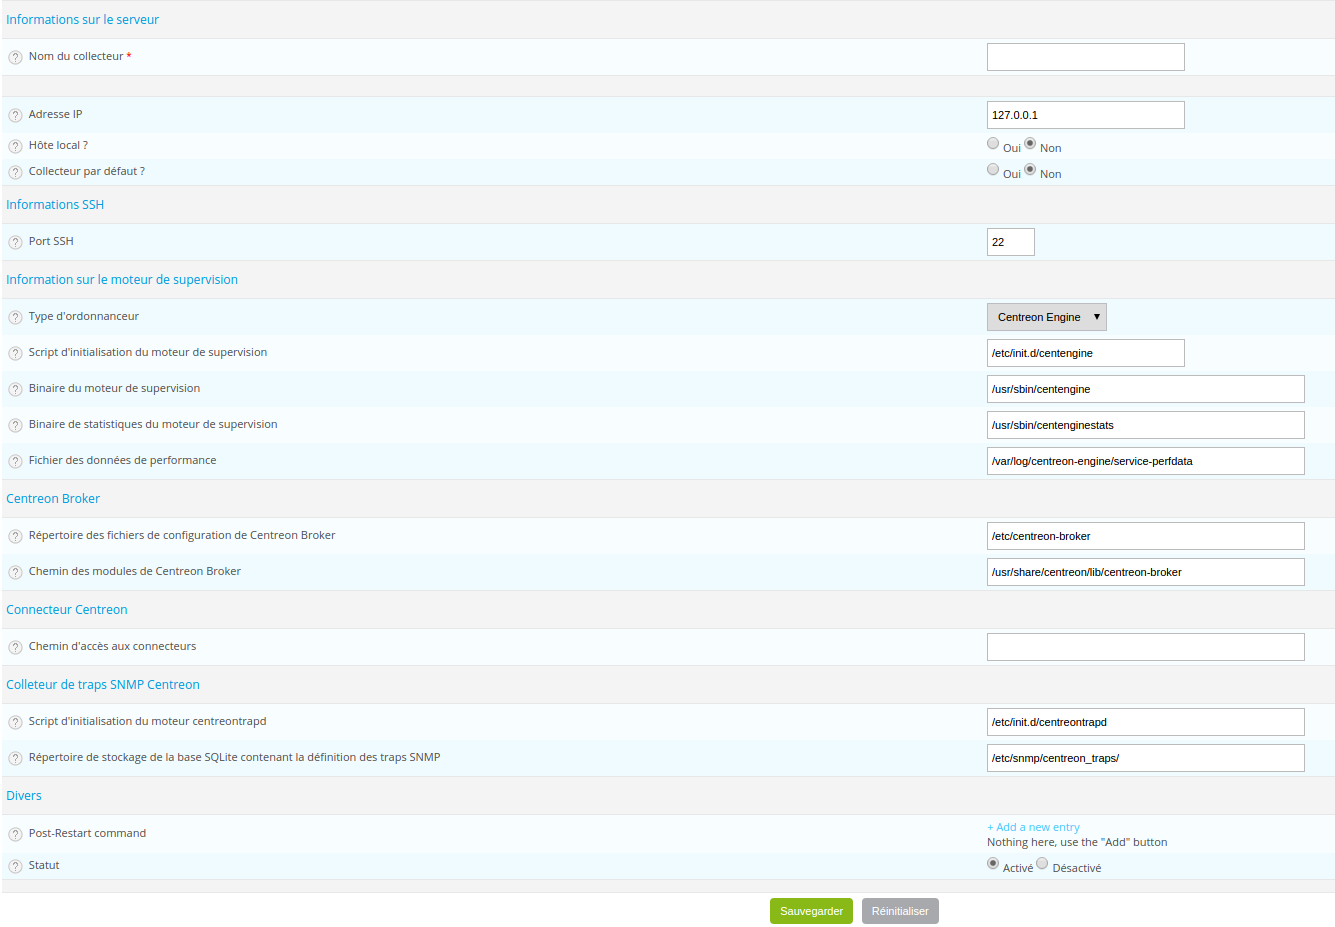 Informations sur le serveur
? Nom du collecteur *
? Adresse IP 127.0.0.1
? Hôte local ? Oui Non
? Collecteur par défaut ? Oui Non
Informations SSH
? Port SSH 22
Information sur le moteur de supervision
? Type d'ordonnanceur Centreon Engine
? Script d'initialisation du moteur de supervision /etc/init.d/centengine
? Binaire du moteur de supervision /usr/sbin/centengine
? Binaire de statistiques du moteur de supervision /usr/sbin/centenginestats
? Fichier des données de performance /var/log/centreon-engine/service-perfdata
Centreon Broker
? Répertoire des fichiers de configuration de Centreon Broker /etc/centreon-broker
? Chemin des modules de Centreon Broker /usr/share/centreon/lib/centreon-broker
Connecteur Centreon
? Chemin d'accès aux connecteurs
Colleteur de traps SNMP Centreon
? Script d'initialisation du moteur centreontrapd /etc/init.d/centreontrapd
? Répertoire de stockage de la base SQLite contenant la définition des traps SNMP /etc/snmp/centreon_traps/
Divers
? Post-Restart command + Add a new entry
Nothing here, use the "Add" button
? Statut Activé Désactivé
Sauvegarder Réinitialiser